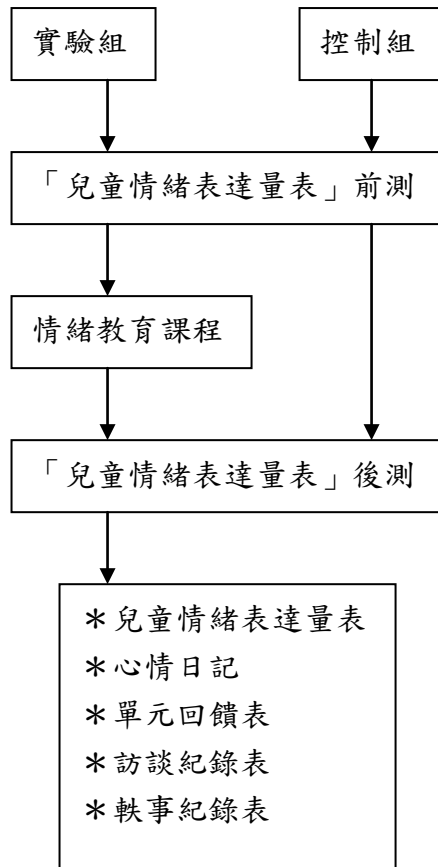 實驗組
控制組
「兒童情緒表達量表」前測
情緒教育課程
「兒童情緒表達量表」後測
＊兒童情緒表達量表
＊心情日記
＊單元回饋表
＊訪談紀錄表
＊軼事紀錄表